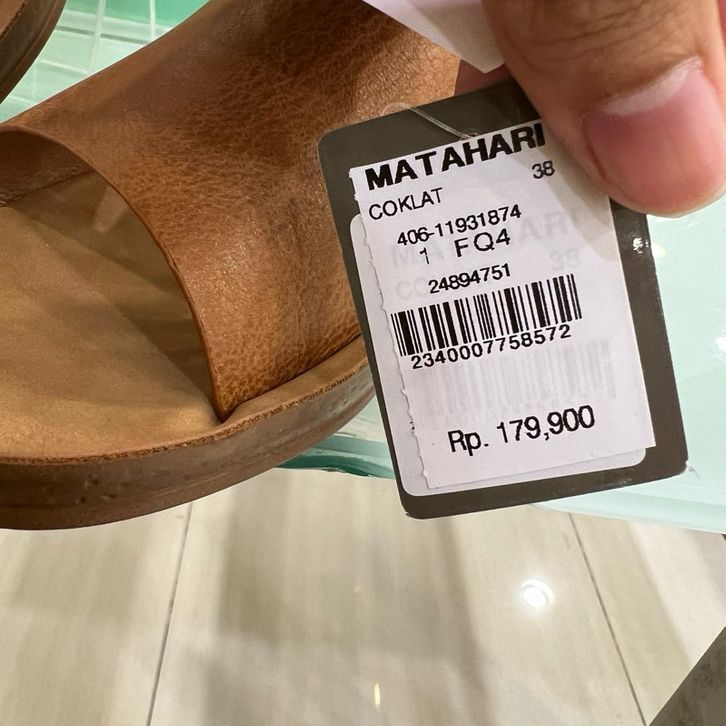 MATAHARI
COKLAT 38
406-11931874
1 FQ4
24894751
2340007758572
Rp. 179,900